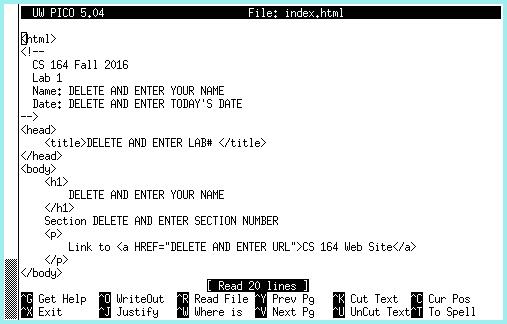 UW PICO 5.04 File: index.html
<html>
<!--
CS 164 Fall 2016
Lab 1
Name: DELETE AND ENTER YOUR NAME
Date: DELETE AND ENTER TODAY'S DATE
-->
<head>
<title>DELETE AND ENTER LAB# </title>
</head>
<body>
<h1>
DELETE AND ENTER YOUR NAME
</h1>
Section DELETE AND ENTER SECTION NUMBER
<p>
Link to <a HREF="DELETE AND ENTER URL">CS 164 Web Site</a>
</p>
</body>
[ Read 20 lines ]
^G Get Help ^O WriteOut ^R Read File ^Y Prev Pg ^K Cut Text ^C Cur Pos
^X Exit ^J Justify ^W Where is ^V Next Pg ^U UnCut Text ^T To Spell